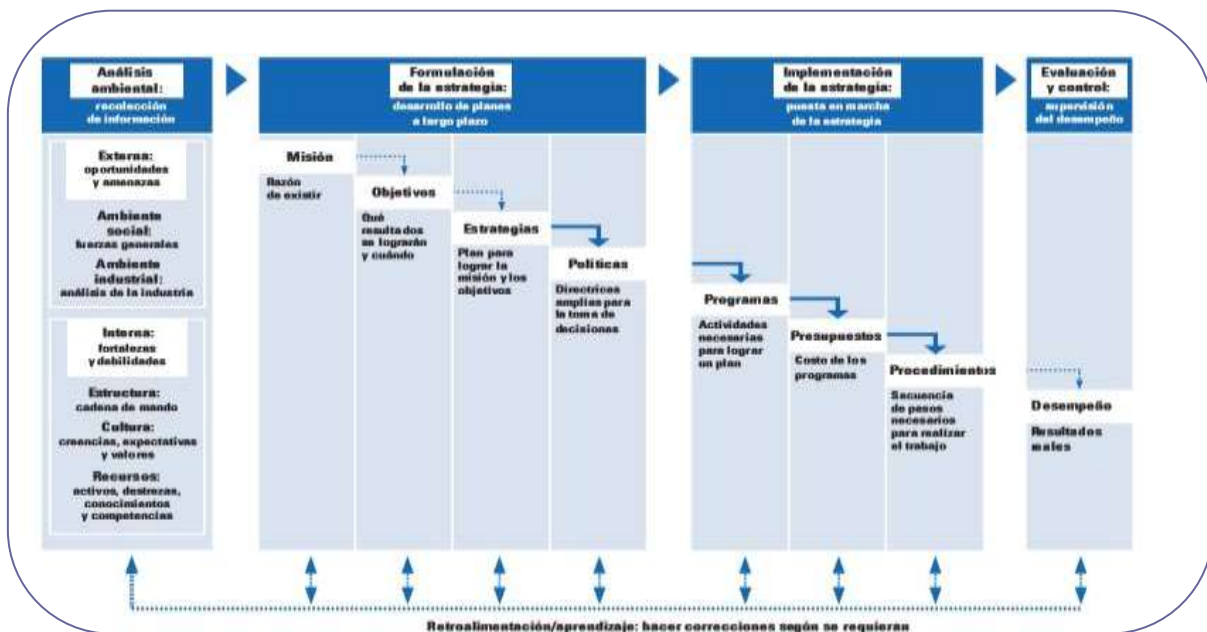 Análisis
ambiental:
recolección
de información
Externa:
oportunidades
y amenazas
Ambiente
social:
fuerzas generales
Ambiente
industrial:
análisis de la industria
Interna:
fortalezas
y debilidades
Estructura:
cadena de mando
Cultura:
creencias, expectativas
y valores
Recursos:
activos, destrezas,
conocimientos
y competencias
Formulación
de la estrategia:
desarrollo de planes
a largo plazo
Misión
Razón
de existir
Objetivos
Qué
resultados
se lograrán
y cuándo
Estrategias
Plan para
lograr la
misión y los
objetivos
Políticas
Directrices
amplias para
la toma de
decisiones
Implementación
de la estrategia:
puesta en marcha
de la estrategia
Programas
Actividades
necesarias
para lograr
un plan
Presupuestos
Costo de los
programas
Procedimientos
Secuencia
de pasos
necesarios
para realizar
el trabajo
Evaluación
y control:
supervisión
del desempeño
Desempeño
Resultados
reales
Retroalimentación/aprendizaje: hacer correcciones según se requieran